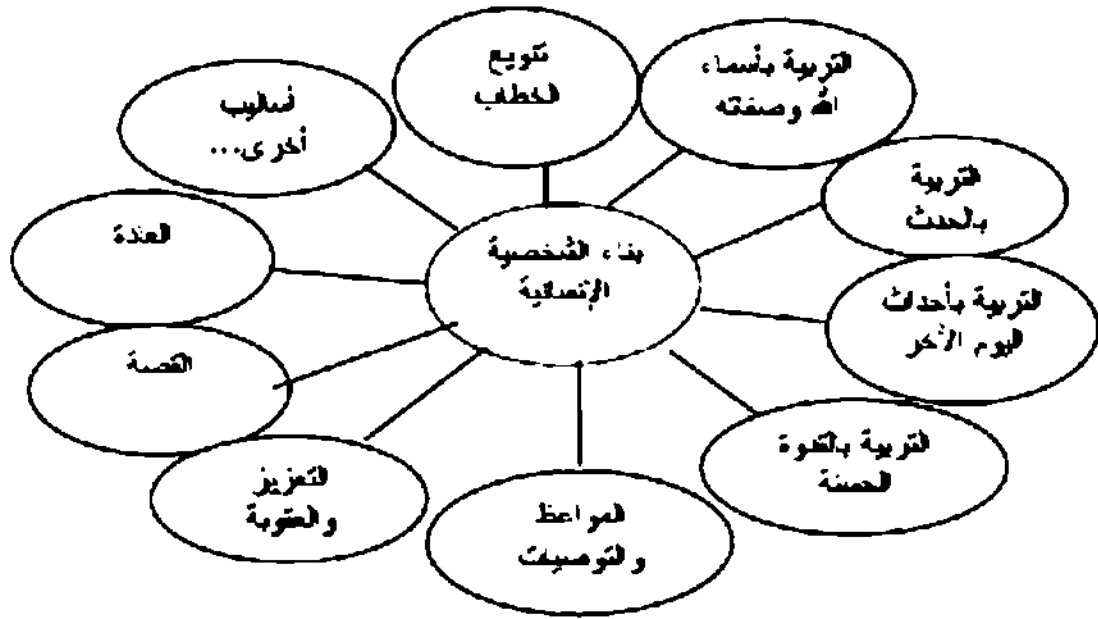 تنويع
الخطاب
التربية بأسماء
الله وصفته
أساليب
أخرى...
التربية
بالحدث
العادة
بناء الشخصية
الإنسانية
التربية بأحداث
اليوم الآخر
القصة
التربية بالقدوة
الحسنة
التعزيز
والعقوبة
المواعظ
والتوصيات